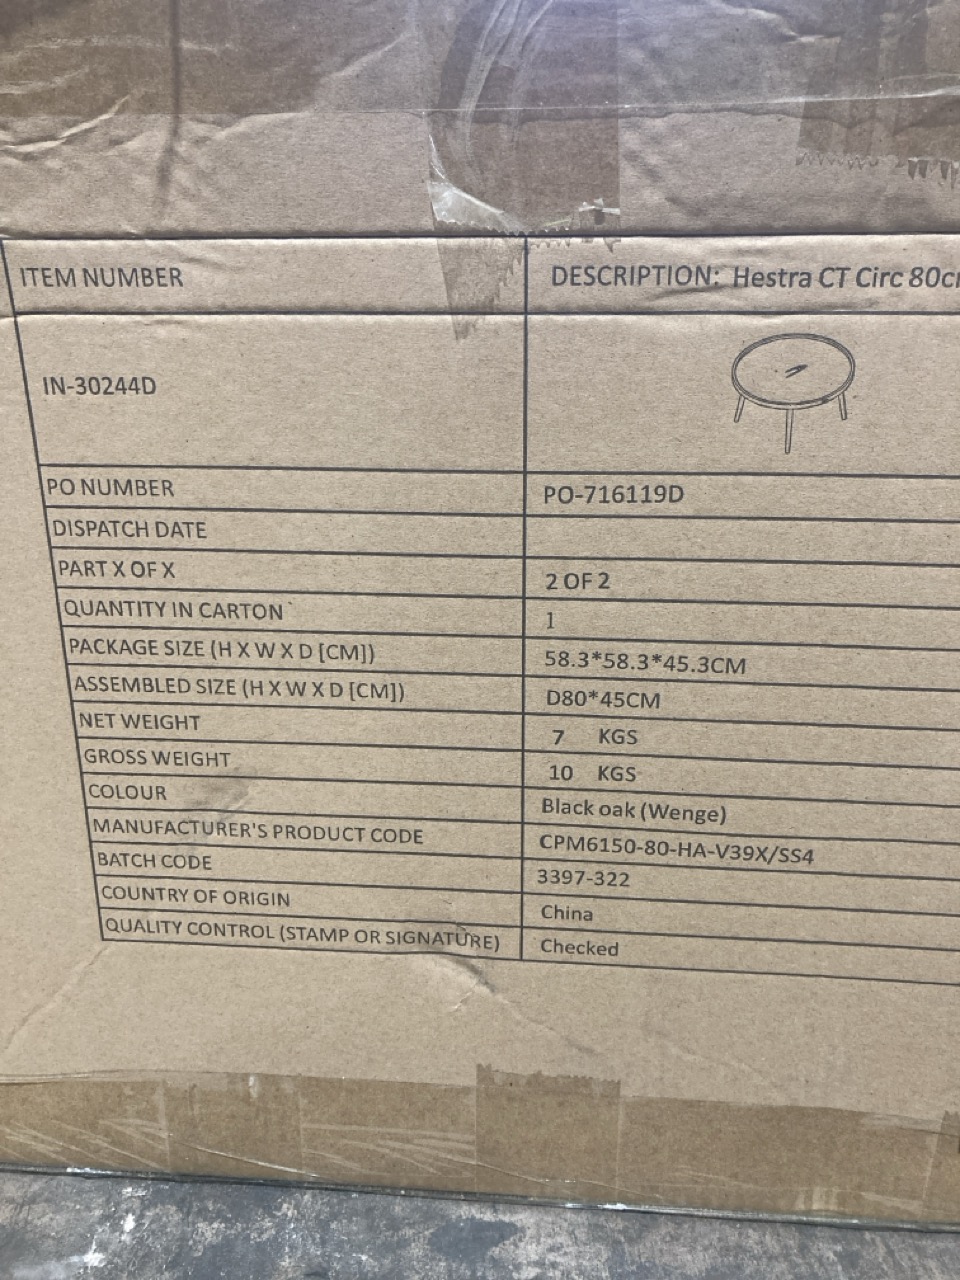 ITEM NUMBER DESCRIPTION: Hestra CT Circ
IN-30244D
PO NUMBER PO-716119D
DISPATCH DATE
PART X OF X 2 OF 2
QUANTITY IN CARTON 1
PACKAGE SIZE (H X W X D [CM]) 58.3*58.3*45.3CM
ASSEMBLED SIZE (H X W X D [CM]) D80*45CM
NET WEIGHT 7 KGS
GROSS WEIGHT 10 KGS
COLOUR Black oak (Wenge)
MANUFACTURER'S PRODUCT CODE CPM6150-80-HA-V39X/SS4
BATCH CODE 3397-322
COUNTRY OF ORIGIN China
QUALITY CONTROL (STAMP OR SIGNATURE) Checked